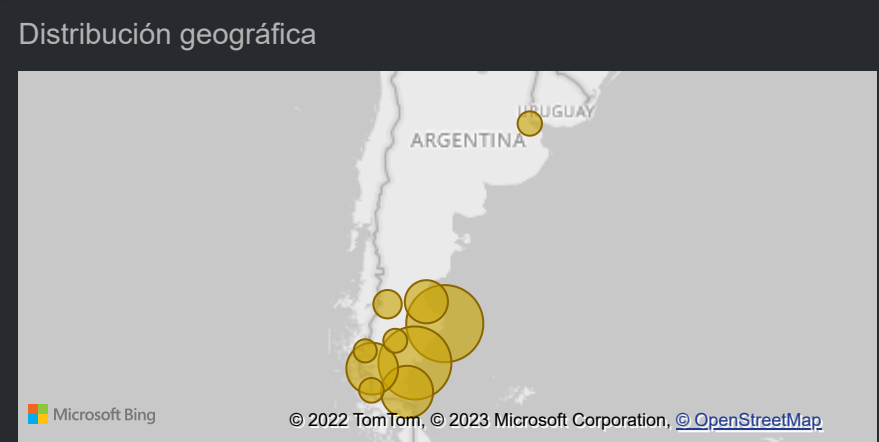 Distribución geográfica
URUGUAY
ARGENTINA
Microsoft Bing
© 2022 TomTom, © 2023 Microsoft Corporation, © OpenStreetMap